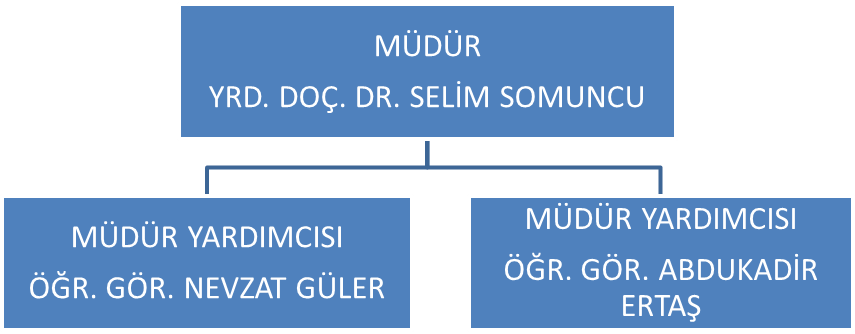 MÜDÜR
YRD. DOÇ. DR. SELİM SOMUNCU
MÜDÜR YARDIMCISI
ÖĞR. GÖR. NEVZAT GÜLER
MÜDÜR YARDIMCISI
ÖĞR. GÖR. ABDUKADİR
ERTAŞ